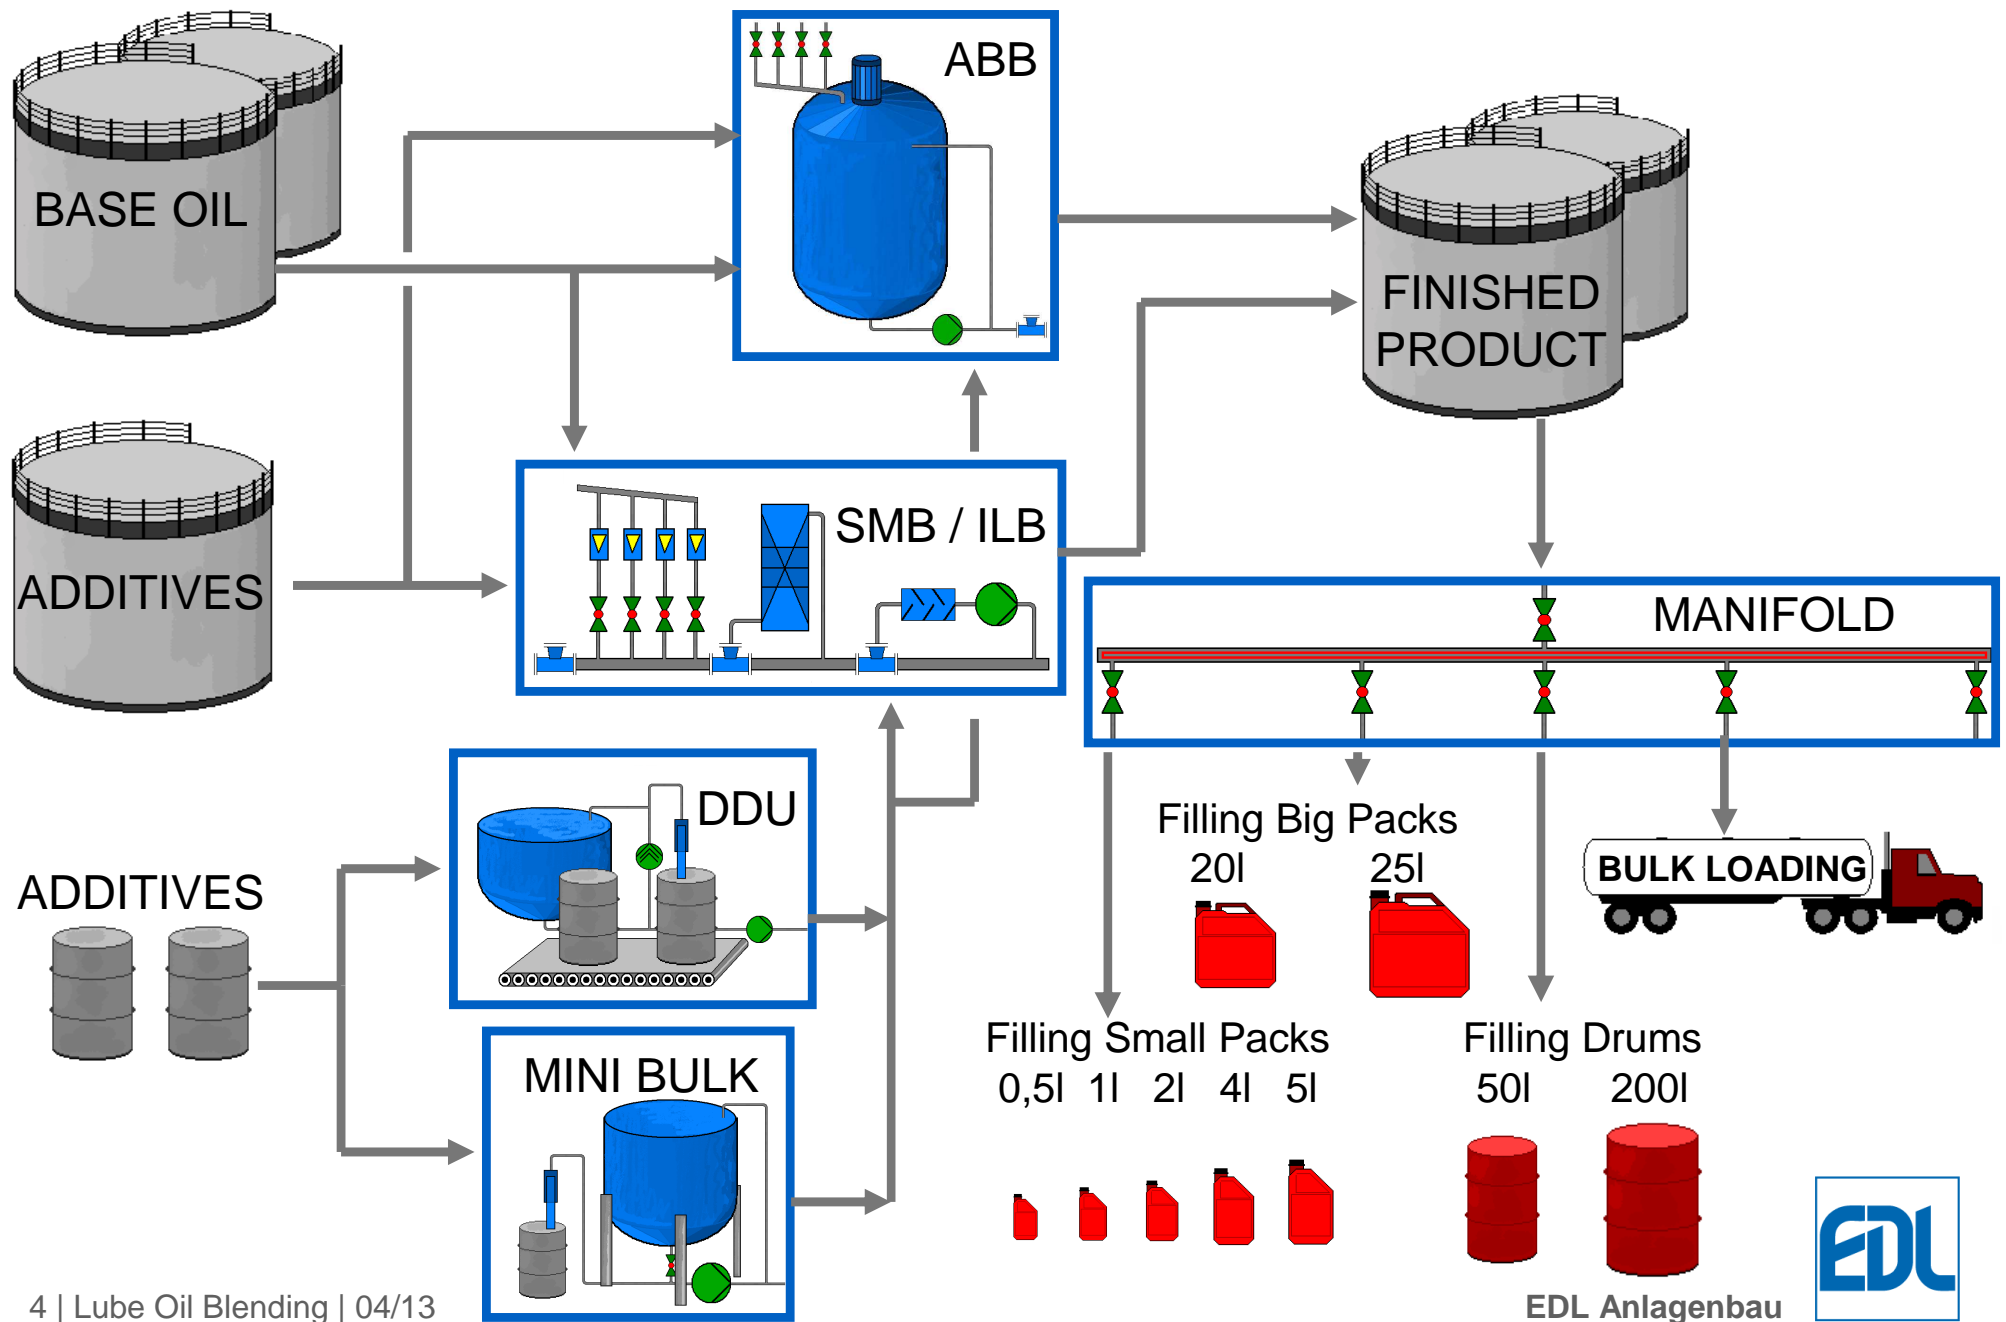 ABB
BASE OIL
FINISHED
PRODUCT
SMB / ILB
ADDITIVES
MANIFOLD
DDU
ADDITIVES
Filling Big Packs
20l 25l
BULK LOADING
MINI BULK
Filling Small Packs
0,5l 1l 2l 4l 5l
Filling Drums
50l 200l
EDL
4 | Lube Oil Blending | 04/13
EDL Anlagenbau